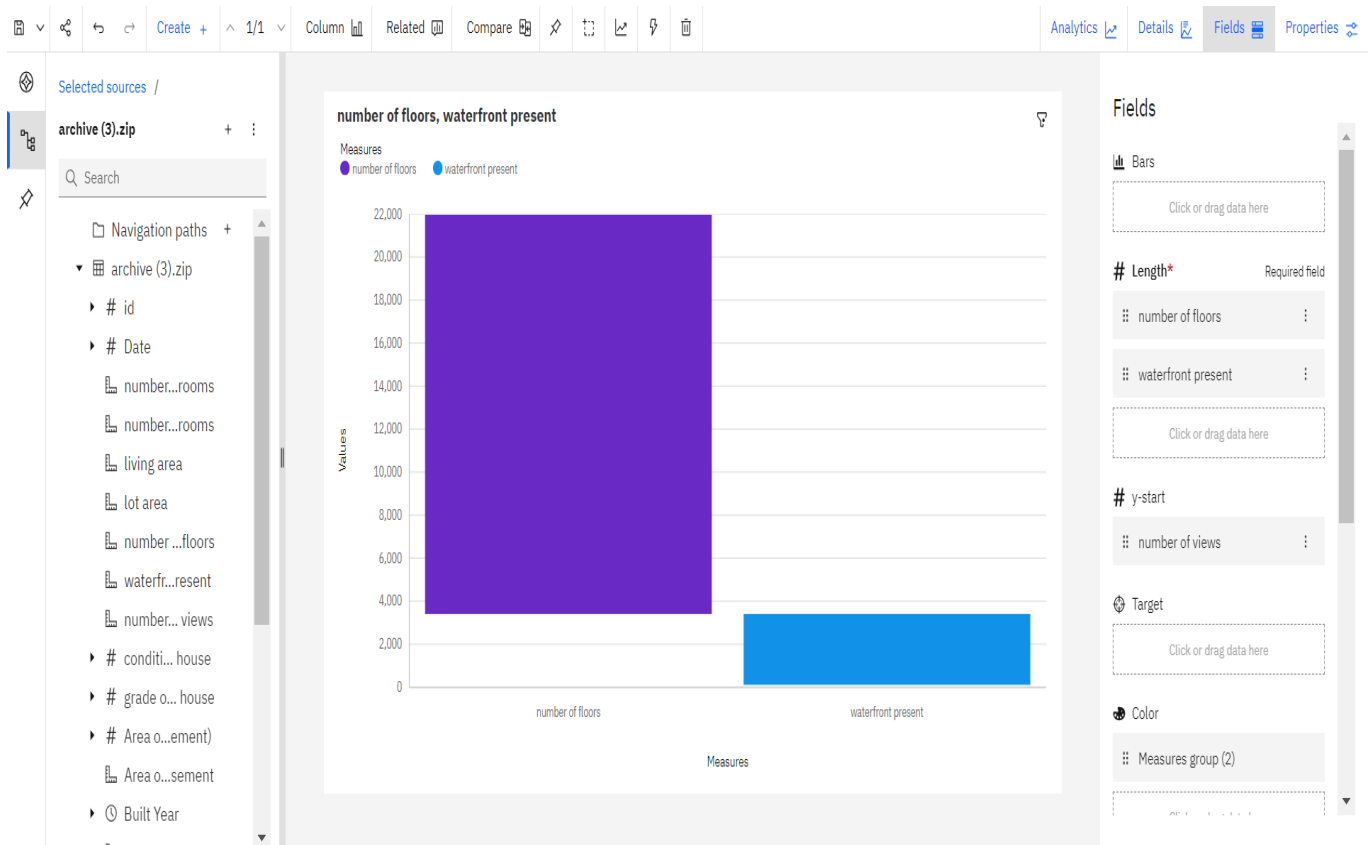 Create + 1/1 Column Related Compare Analytics Details Fields Properties
Selected sources /
archive (3).zip
Search
Navigation paths +
archive (3).zip
# id
# Date
number...rooms
number...rooms
living area
lot area
number ...floors
waterfr...resent
number... views
# conditi... house
# grade o... house
# Area o...ement)
Area o...sement
Built Year
number of floors, waterfront present
Measures
number of floors waterfront present
Values
22,000
20,000
18,000
16,000
14,000
12,000
10,000
8,000
6,000
4,000
2,000
0
number of floors waterfront present
Measures
Fields
Bars
Click or drag data here
# Length* Required field
number of floors
waterfront present
Click or drag data here
# y-start
number of views
Target
Click or drag data here
Color
Measures group (2)